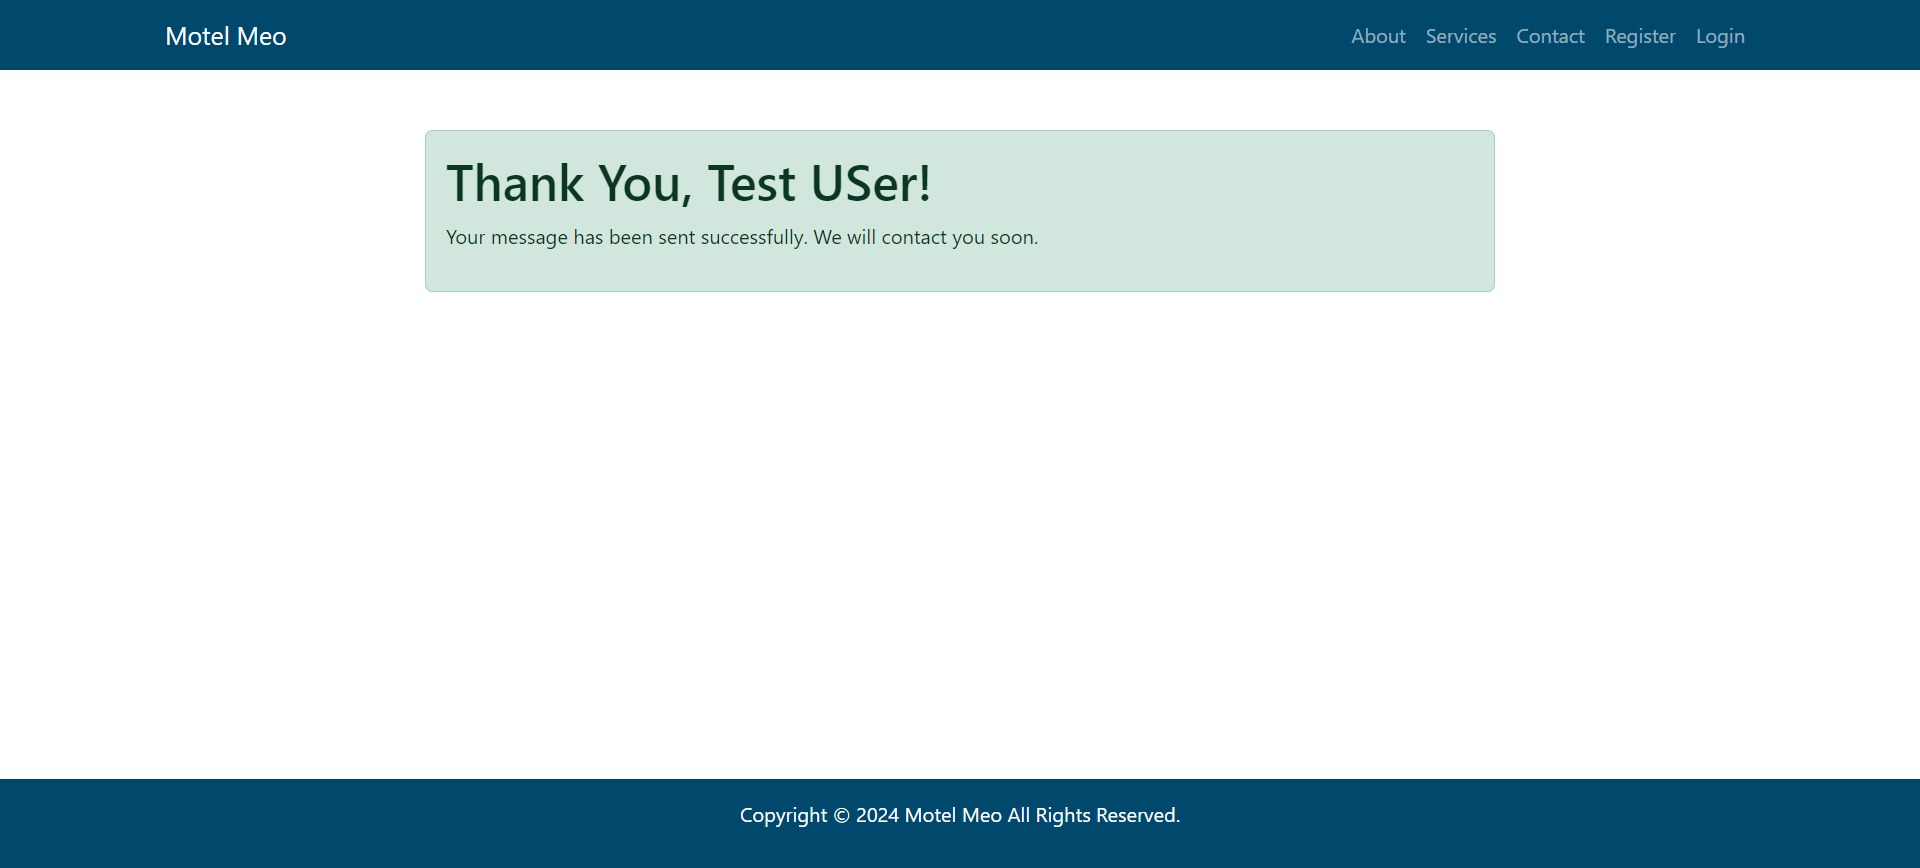 Motel Meo
About Services Contact Register Login
Thank You, Test USer!
Your message has been sent successfully. We will contact you soon.
Copyright © 2024 Motel Meo All Rights Reserved.